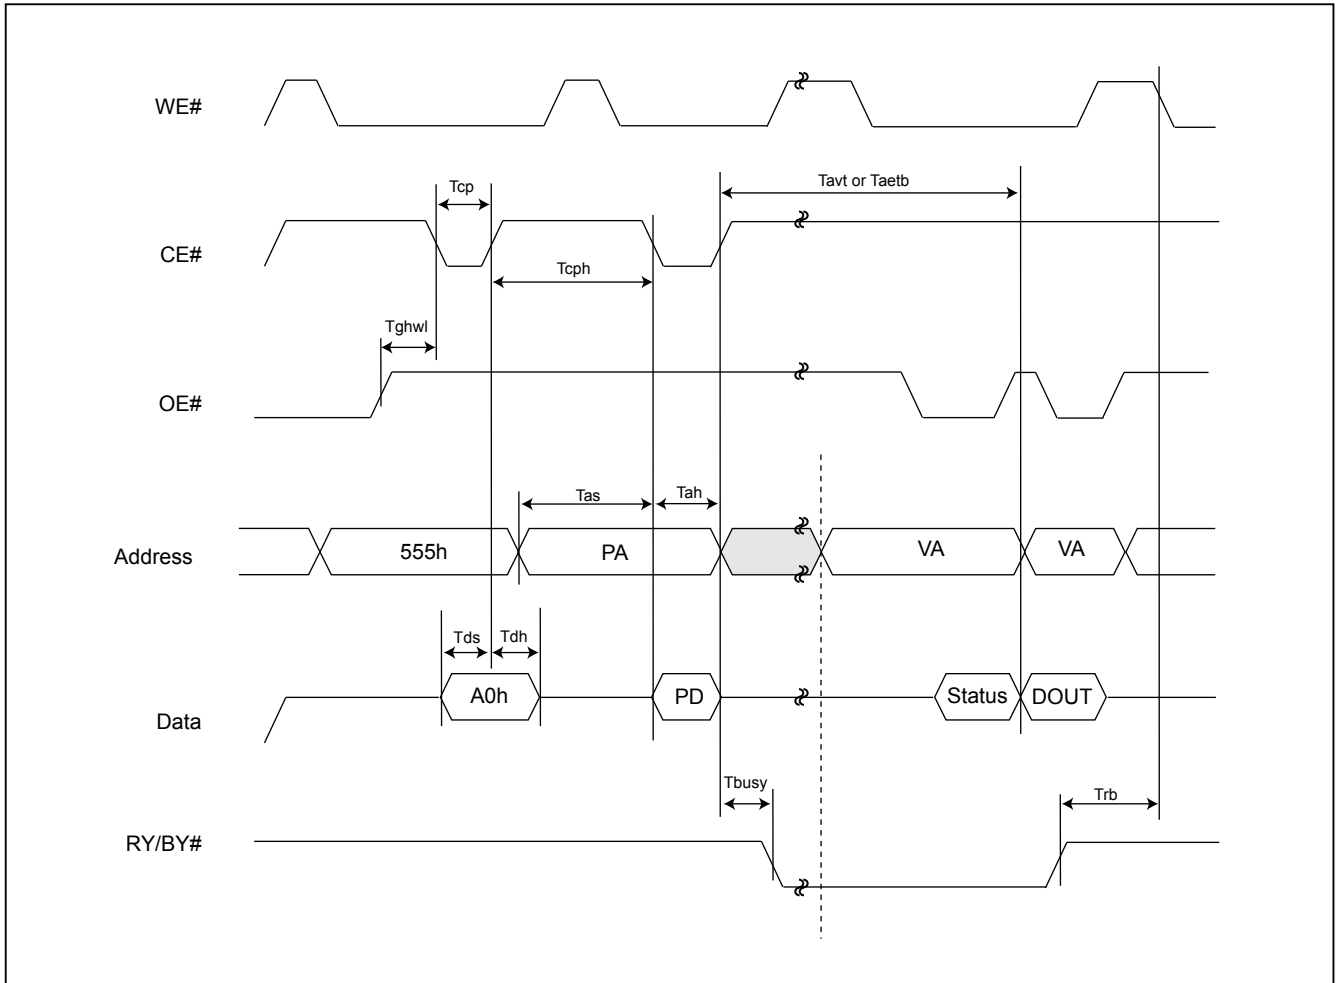 WE#
Tcp
Tavt or Taetb
CE#
Tcph
Tghwl
OE#
Tas
Tah
Address
555h
PA
VA
VA
Tds
Tdh
Data
A0h
PD
Status
DOUT
Tbusy
Trb
RY/BY#